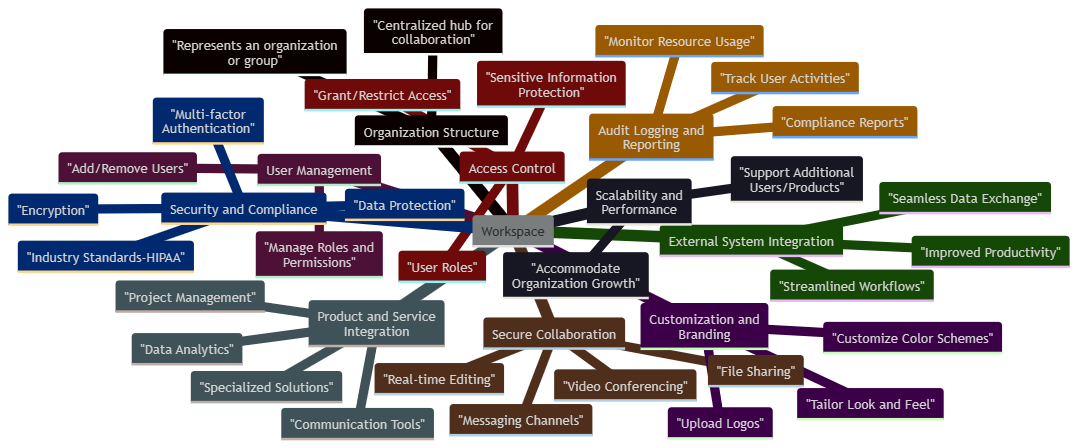 "Centralized hub for
collaboration"
"Represents an organization
or group"
"Monitor Resource Usage"
"Sensitive Information
Protection"
"Track User Activities"
"Grant/Restrict Access"
"Multi-factor
Authentication"
Organization Structure
Audit Logging and
Reporting
"Compliance Reports"
"Add/Remove Users"
User Management
Access Control
"Support Additional
Users/Products"
Scalability and
Performance
"Seamless Data Exchange"
"Encryption"
Security and Compliance
"Data Protection"
Workspace
External System Integration
"Improved Productivity"
"Industry Standards-HIPAA"
"Manage Roles and
Permissions"
"User Roles"
"Accommodate
Organization Growth"
"Streamlined Workflows"
"Project Management"
Product and Service
Integration
Secure Collaboration
Customization and
Branding
"Customize Color Schemes"
"Data Analytics"
"Real-time Editing"
"Video Conferencing"
"File Sharing"
"Specialized Solutions"
"Tailor Look and Feel"
"Communication Tools"
"Messaging Channels"
"Upload Logos"